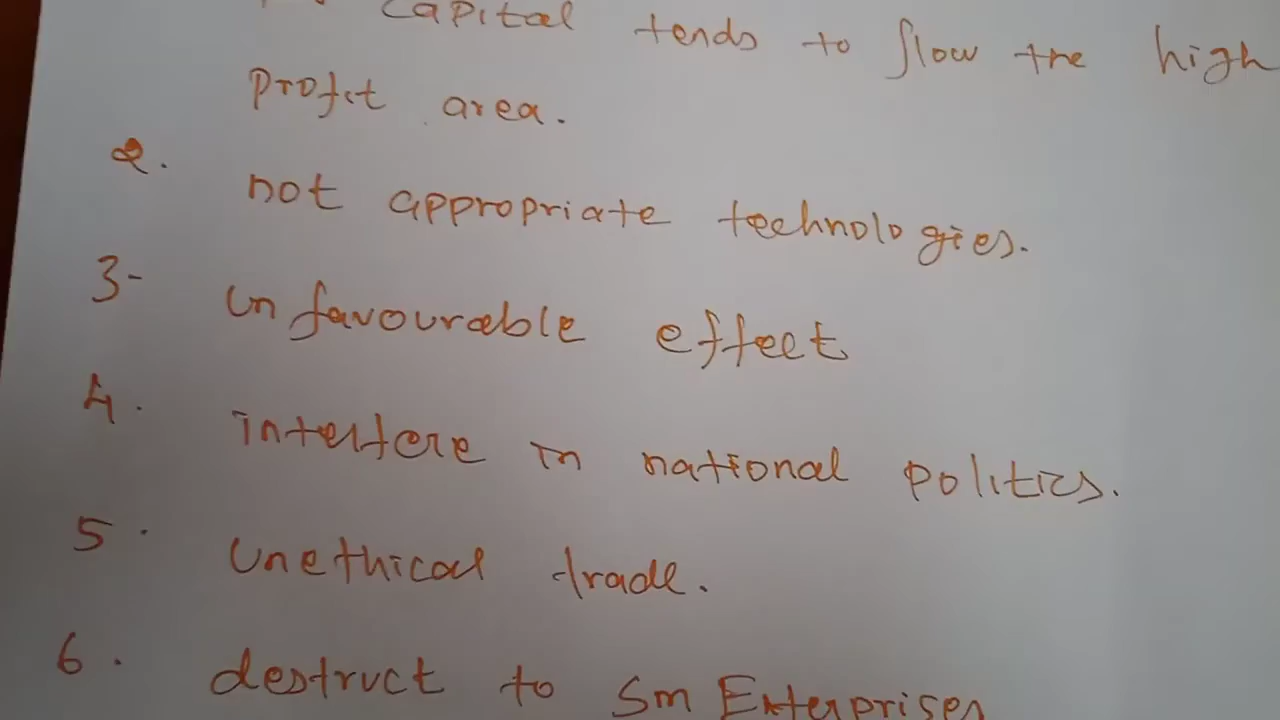 capital tends to flow the high
profit area.
2. not appropriate technologies.
3- unfavourable effect
4. interfere in national politics.
5. unethical trade.
6. destruct to Sm Enterprises